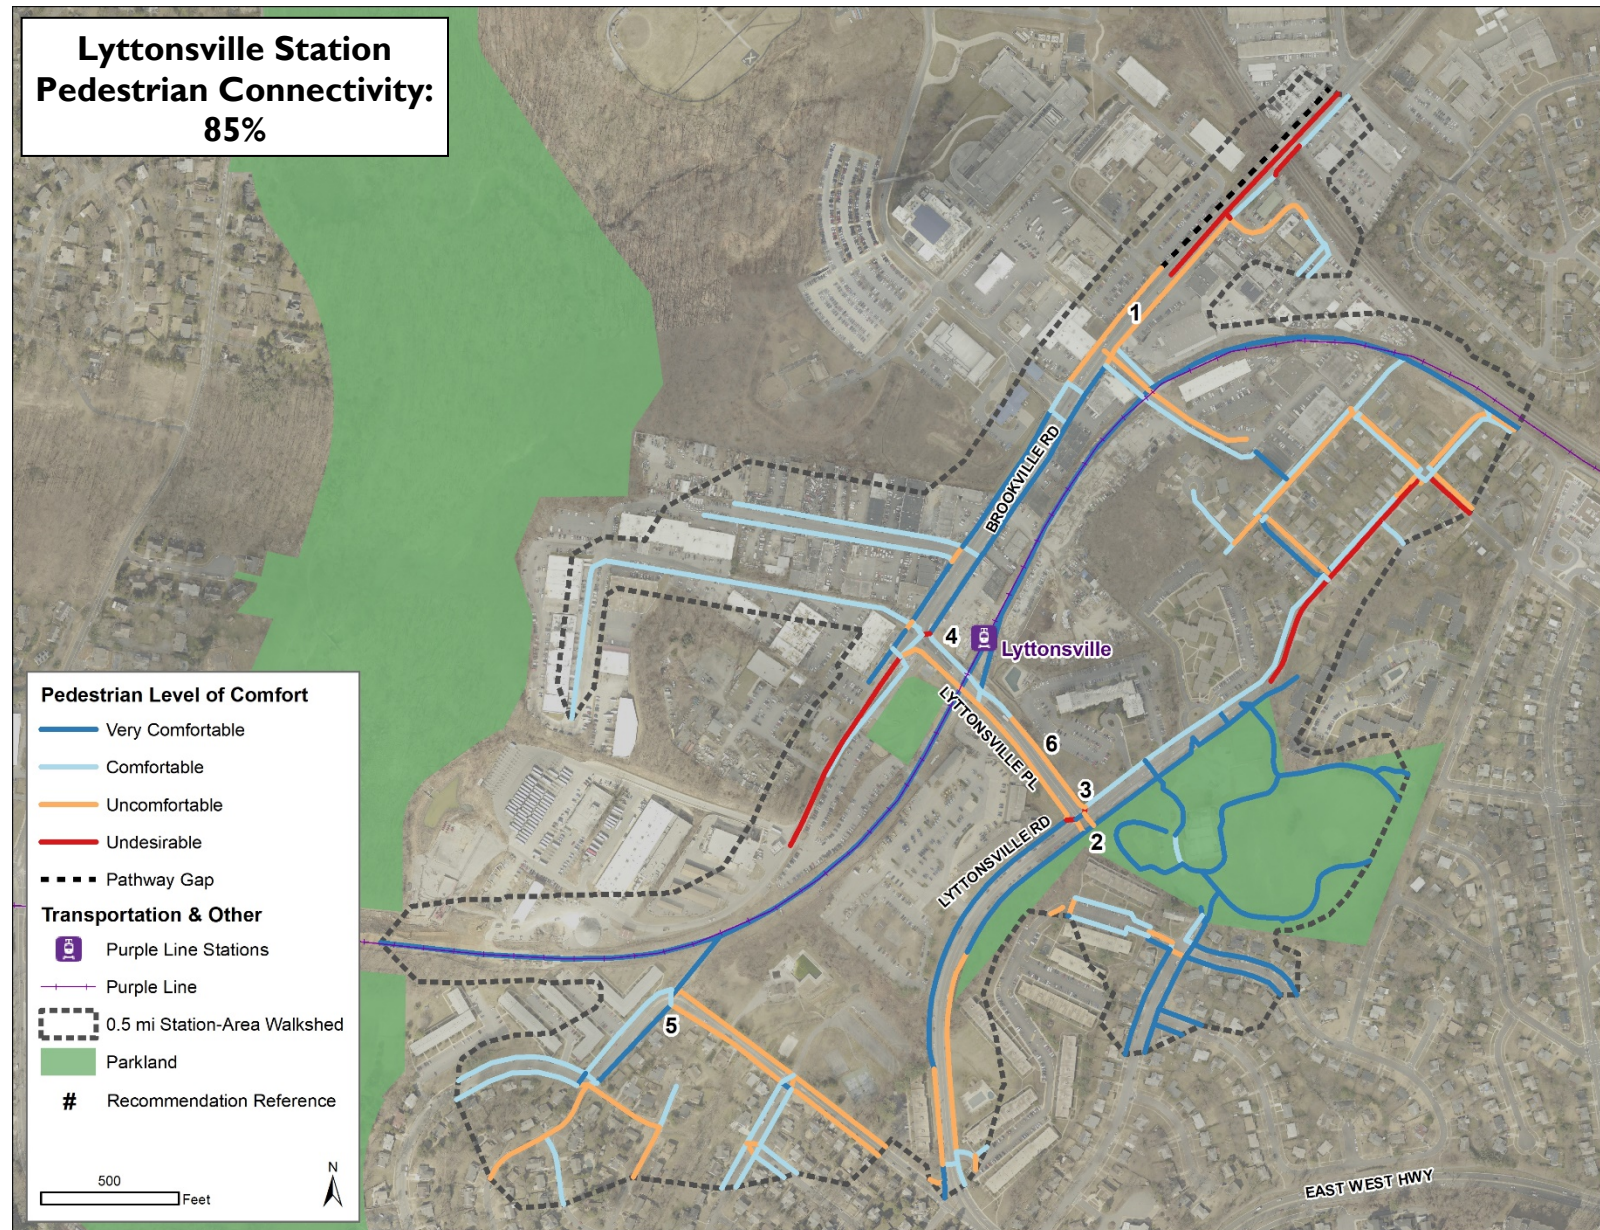 Lyttonsville Station
Pedestrian Connectivity:
85%
1
BROOKVILLE RD
4
Lyttonsville
LYTTONSVILLE PL
6
3
2
LYTTONSVILLE RD
LYTTONSVILLE RD
5
EAST WEST HWY
Pedestrian Level of Comfort
Very Comfortable
Comfortable
Uncomfortable
Undesirable
Pathway Gap
Transportation & Other
Purple Line Stations
Purple Line
0.5 mi Station-Area Walkshed
Parkland
# Recommendation Reference
500
Feet
N